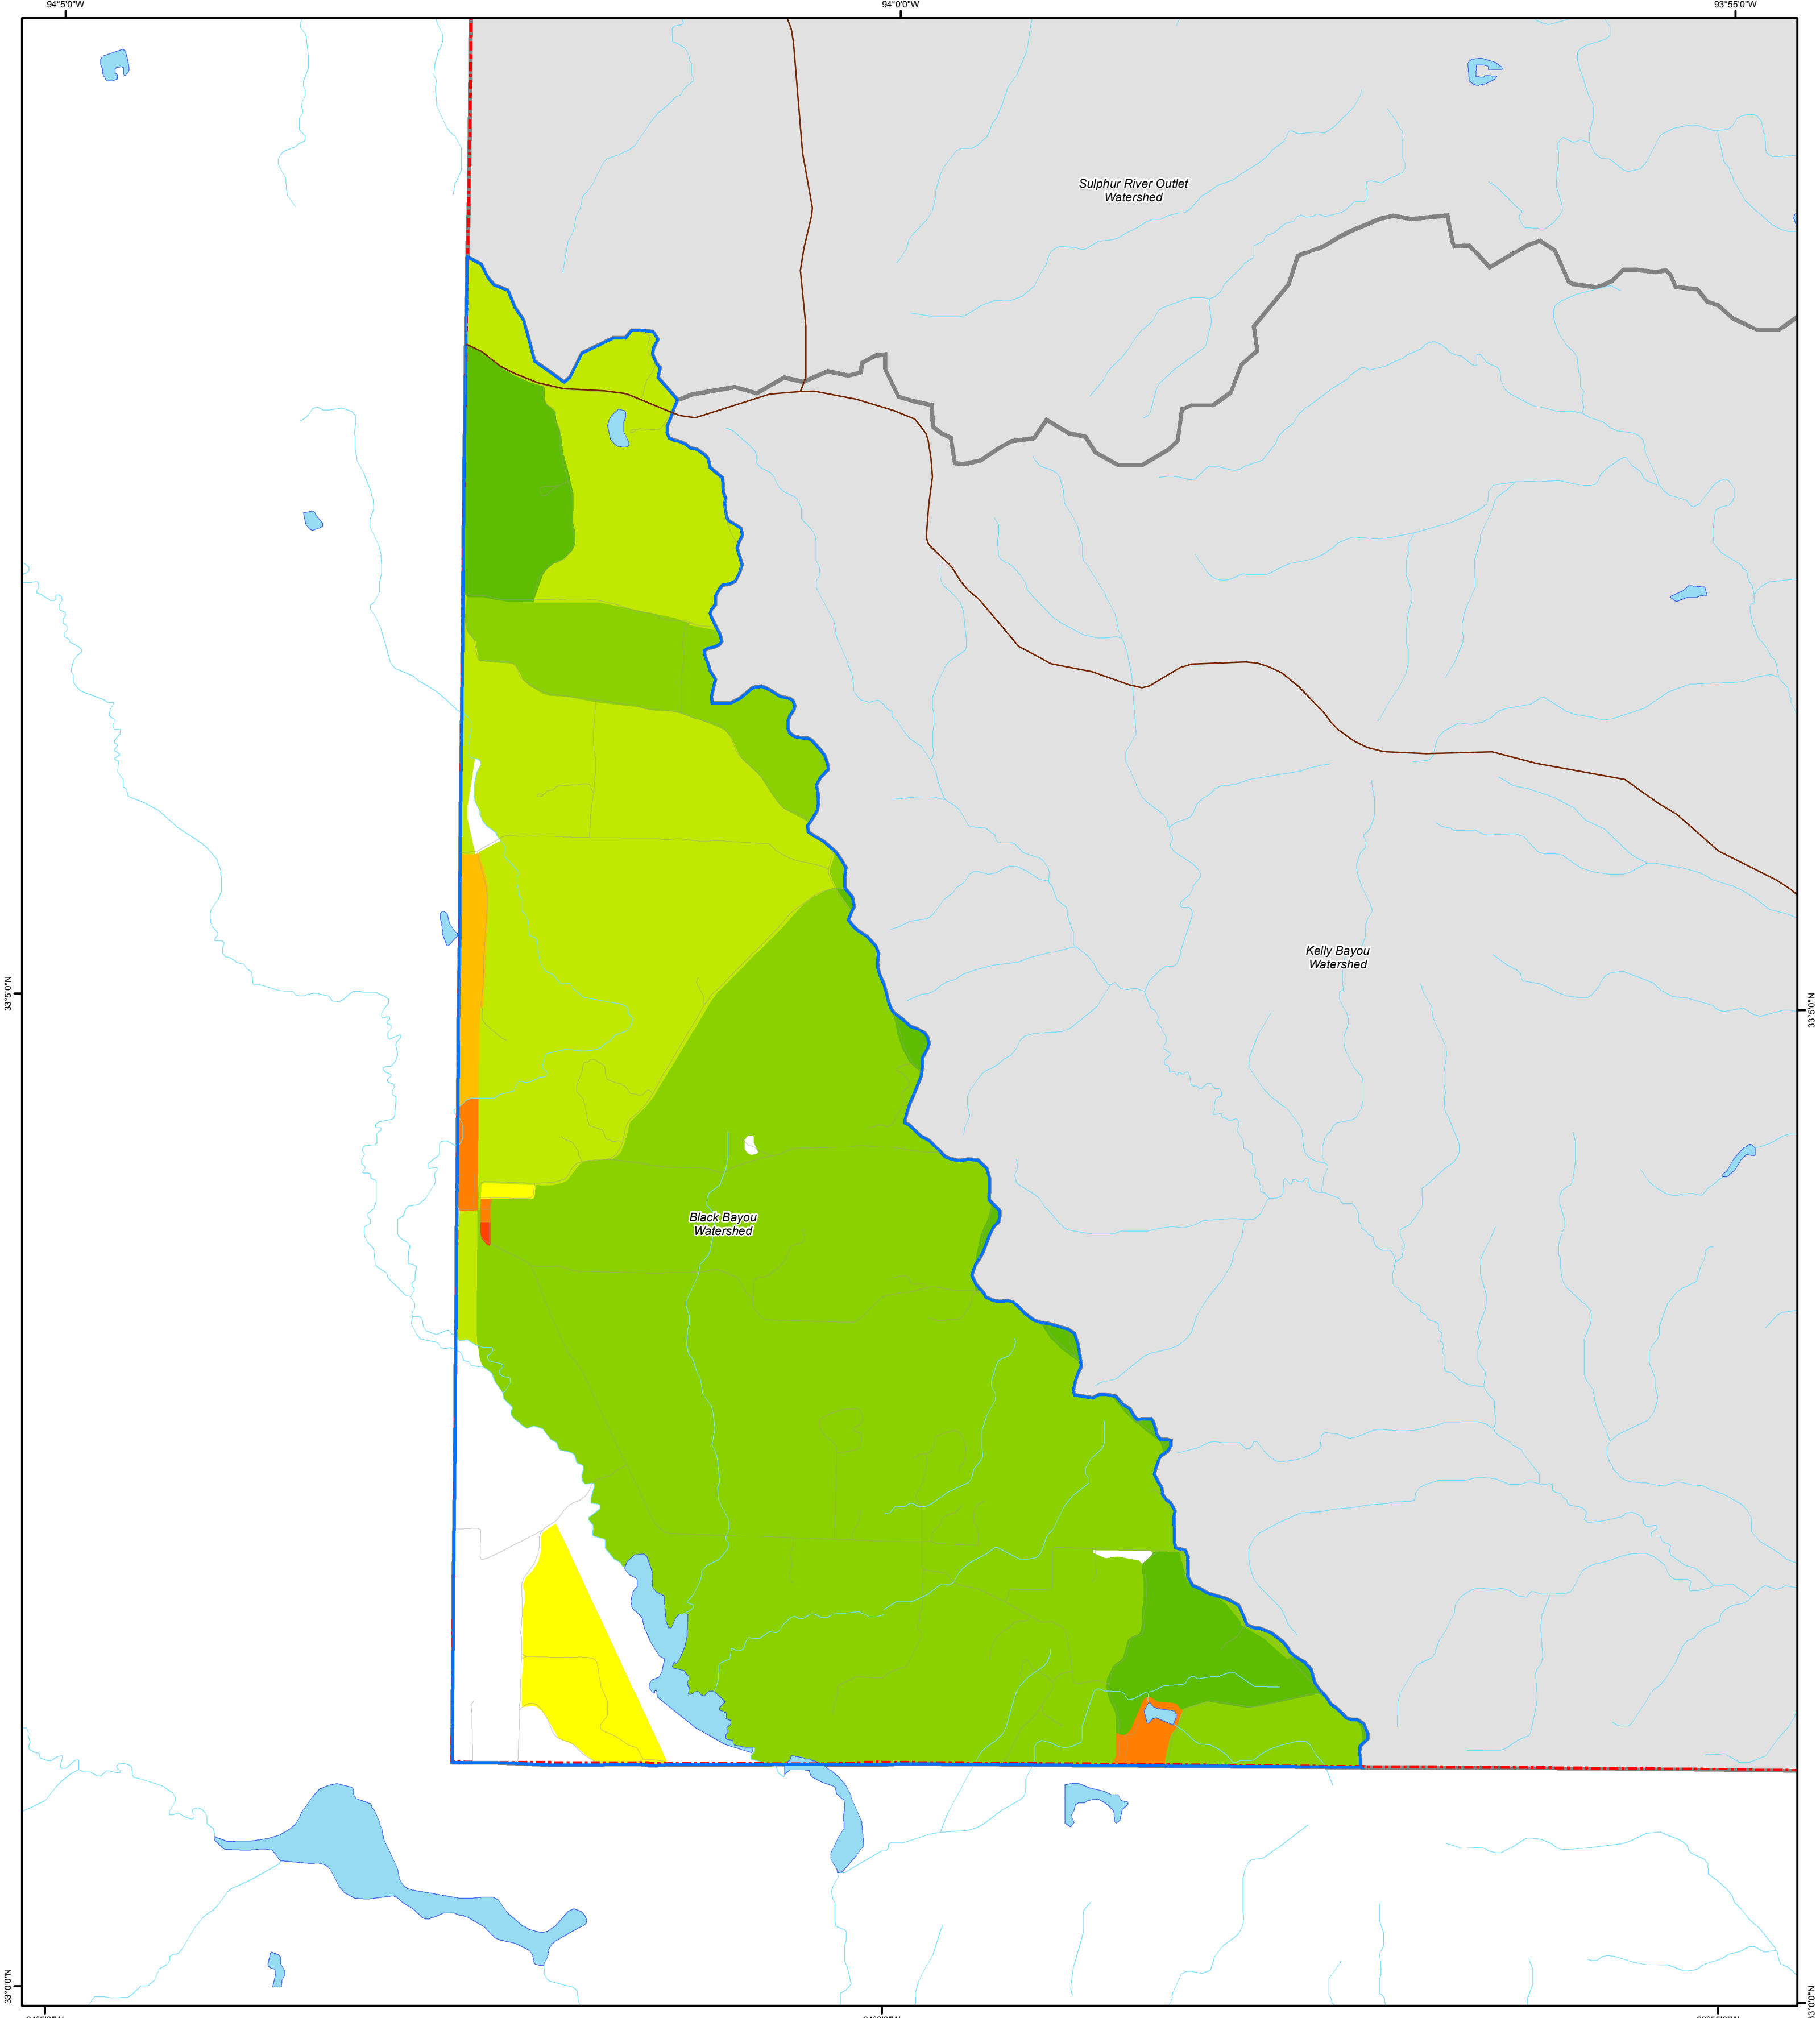 94°5'0"W
94°0'0"W
93°55'0"W
Sulphur River Outlet
Watershed
Kelly Bayou
Watershed
33°5'0"N
33°5'0"N
Black Bayou
Watershed
33°0'0"N
33°0'0"N